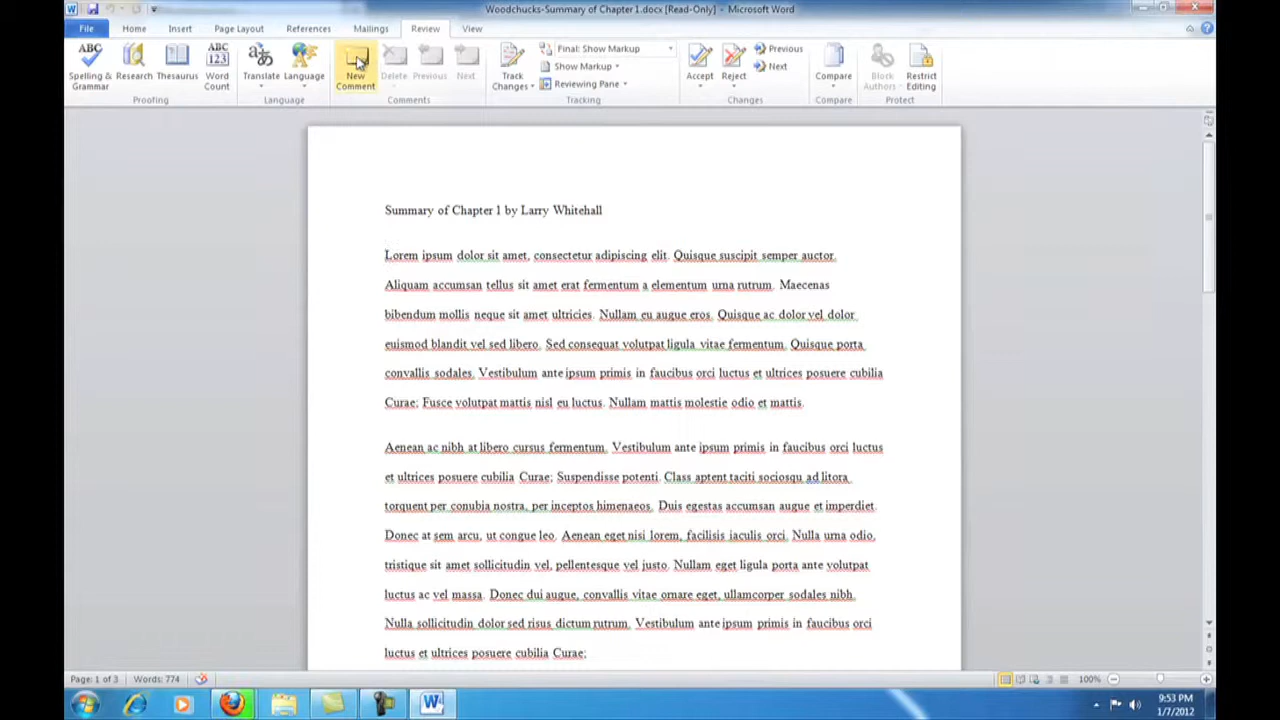 Woodchucks-Summary of Chapter 1.docx [Read-Only] - Microsoft Word
File Home Insert Page Layout References Mailings Review View
Spelling & Grammar
Research
Thesaurus
Word Count
Translate
Language
New Comment
Delete
Previous
Next
Track Changes
Final: Show Markup
Show Markup
Reviewing Pane
Accept
Reject
Previous
Next
Compare
Block Authors
Restrict Editing
Proofing Language Comments Tracking Changes Compare Protect
Summary of Chapter 1 by Larry Whitehall
Lorem ipsum dolor sit amet, consectetur adipiscing elit. Quisque suscipit semper auctor.
Aliquam accumsan tellus sit amet erat fermentum a elementum urna rutrum. Maecenas
bibendum mollis neque sit amet ultricies. Nullam eu augue eros. Quisque ac dolor vel dolor
euismod blandit vel sed libero. Sed consequat volutpat ligula vitae fermentum. Quisque porta
convallis sodales. Vestibulum ante ipsum primis in faucibus orci luctus et ultrices posuere cubilia
Curae; Fusce volutpat mattis nisl eu luctus. Nullam mattis molestie odio et mattis.
Aenean ac nibh at libero cursus fermentum. Vestibulum ante ipsum primis in faucibus orci luctus
et ultrices posuere cubilia Curae; Suspendisse potenti. Class aptent taciti sociosqu ad litora
torquent per conubia nostra, per inceptos himenaeos. Duis egestas accumsan augue et imperdiet.
Donec at sem arcu, ut congue leo. Aenean eget nisi lorem, facilisis iaculis orci. Nulla urna odio,
tristique sit amet sollicitudin vel, pellentesque vel justo. Nullam eget ligula porta ante volutpat
luctus ac vel massa. Donec dui augue, convallis vitae ornare eget, ullamcorper sodales nibh.
Nulla sollicitudin dolor sed risus dictum rutrum. Vestibulum ante ipsum primis in faucibus orci
luctus et ultrices posuere cubilia Curae;
Page: 1 of 3 Words: 774 100%
9:53 PM
1/7/2012